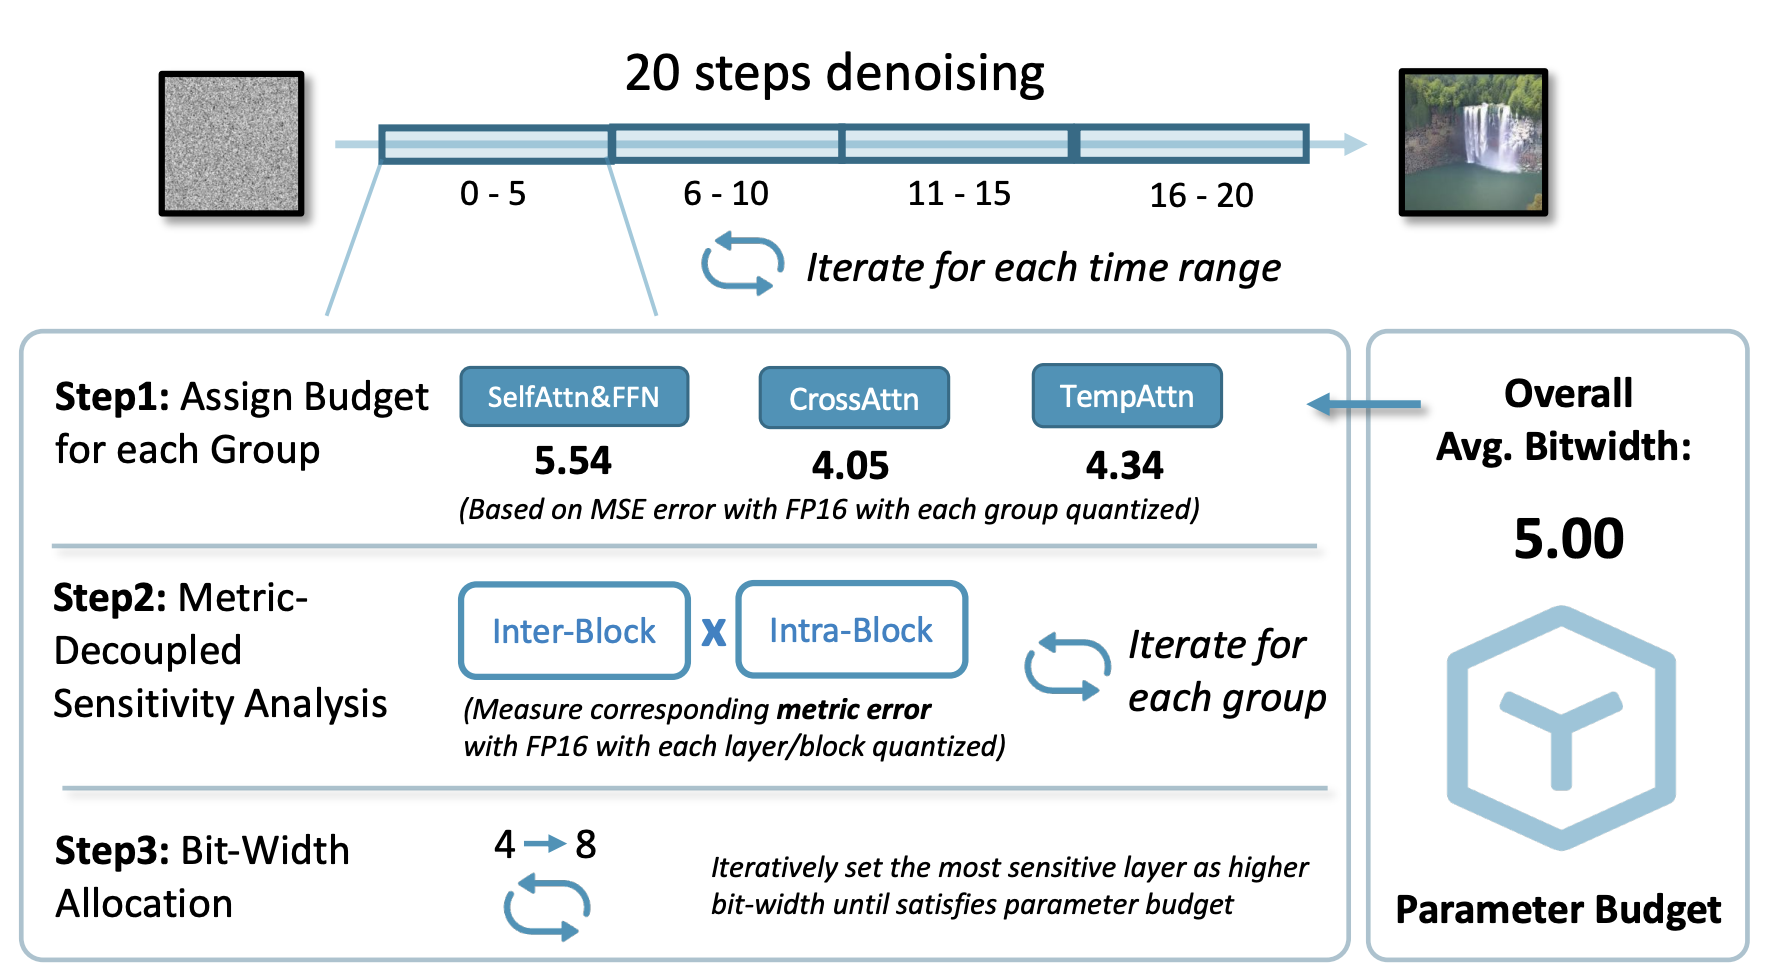 20 steps denoising
0 - 5
6 - 10
11 - 15
16 - 20
Iterate for each time range
Step1: Assign Budget
for each Group
SelfAttn&FFN
CrossAttn
TempAttn
5.54
4.05
4.34
(Based on MSE error with FP16 with each group quantized)
Step2: Metric-
Decoupled
Sensitivity Analysis
Inter-Block
x
Intra-Block
(Measure corresponding metric error
with FP16 with each layer/block quantized)
Iterate for
each group
Step3: Bit-Width
Allocation
4 → 8
Iteratively set the most sensitive layer as higher
bit-width until satisfies parameter budget
Overall
Avg. Bitwidth:
5.00
Parameter Budget